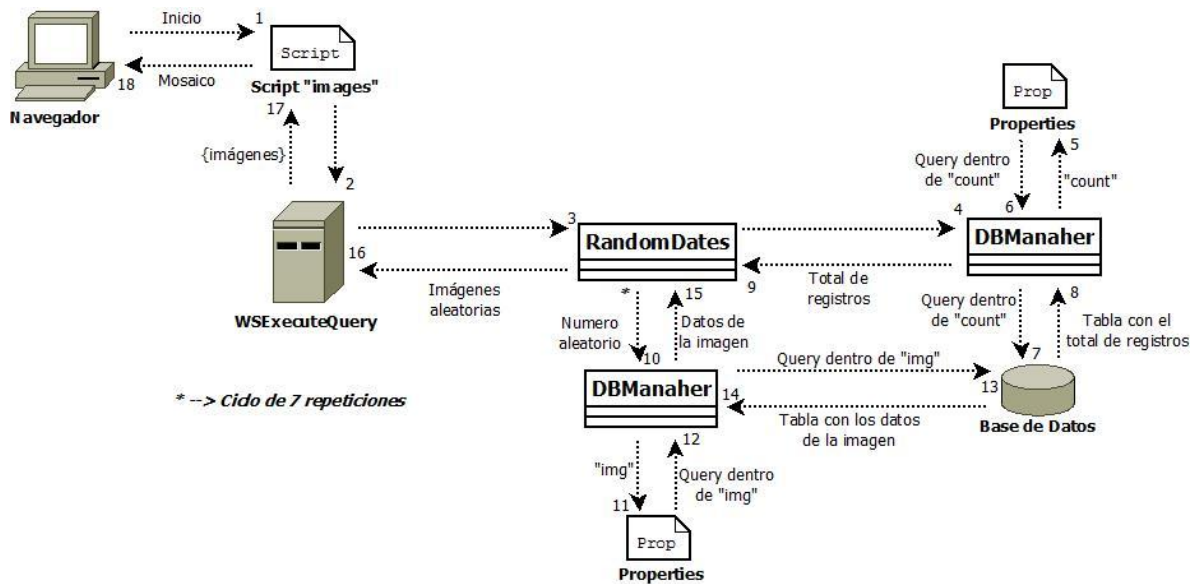 Inicio
1
Script
Script "images"
Mosaico
18
Navegador
17
{imágenes}
2
Prop
Properties
5
Query dentro
de "count"
"count"
6
3
4
RandomDates
DBManaher
16
WSExecuteQuery
Imágenes
aleatorias
*
15
9
Total de
registros
Numero
aleatorio
Datos de
la imagen
Query dentro
de "count"
8
Tabla con el
total de registros
7
10
DBManaher
14
Query dentro de "img"
13
Tabla con los datos
de la imagen
Base de Datos
* --> Ciclo de 7 repeticiones
12
"img"
Query dentro
de "img"
11
Prop
Properties